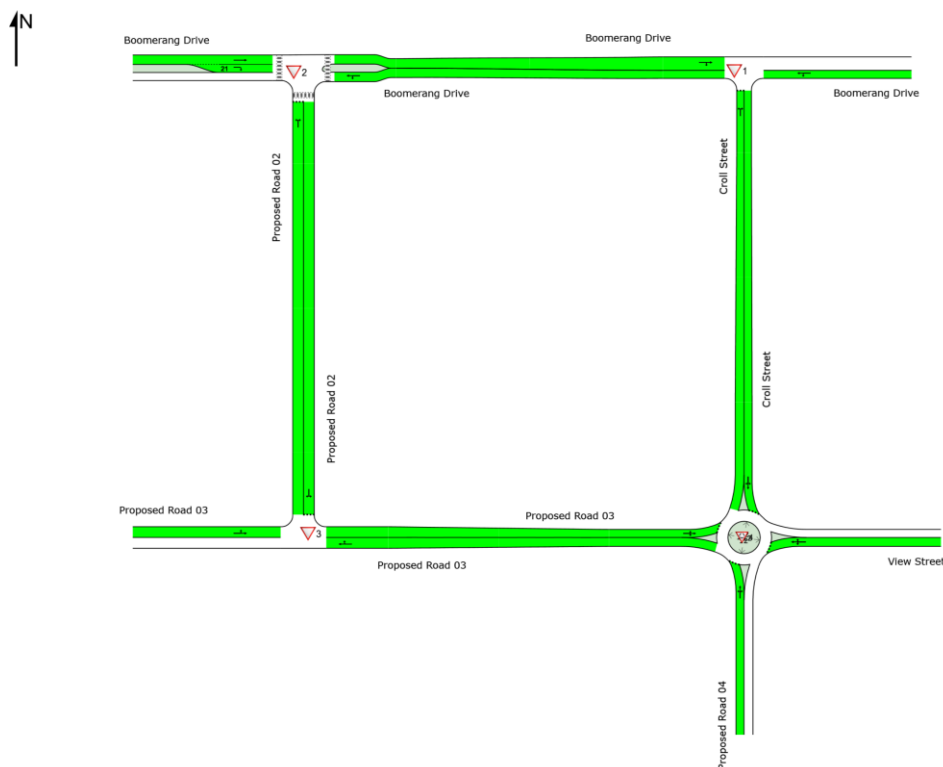 N
Boomerang Drive
Boomerang Drive
21
2
1
Boomerang Drive
Boomerang Drive
Proposed Road 02
Croll Street
Proposed Road 02
Croll Street
Proposed Road 03
Proposed Road 03
3
Proposed Road 03
View Street
Proposed Road 04